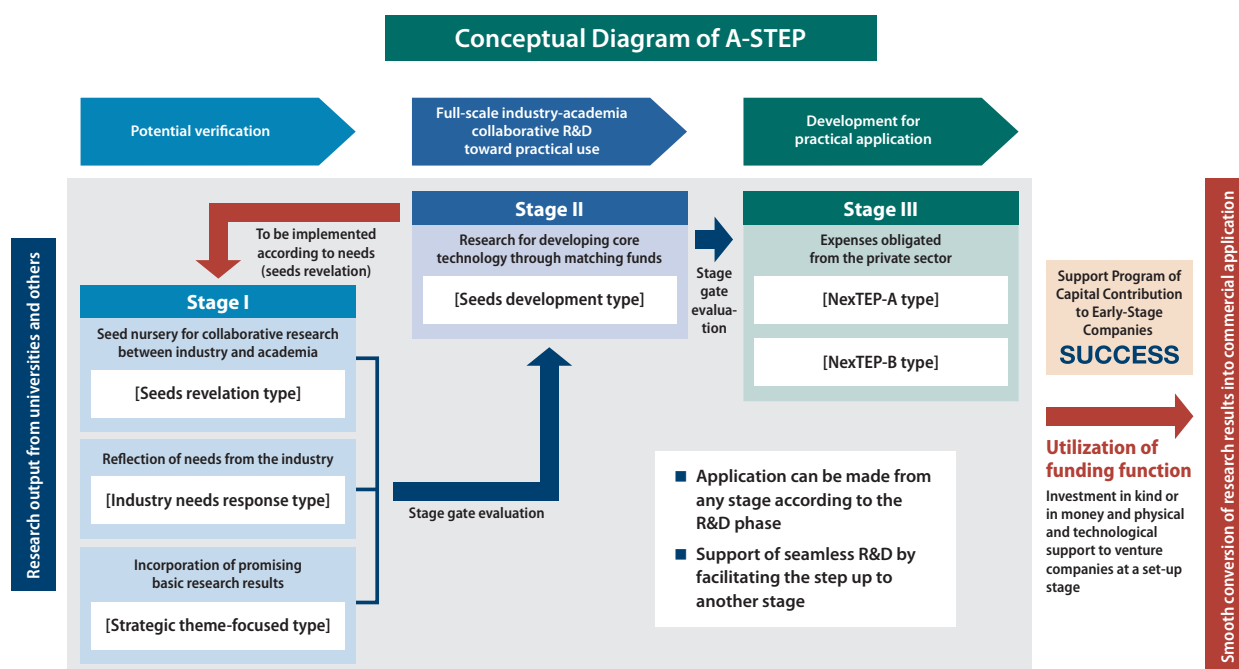 Conceptual Diagram of A-STEP
Potential verification
Full-scale industry-academia
collaborative R&D
toward practical use
Development for
practical application
Research output from universities and others
To be implemented
according to needs
(seeds revelation)
Stage I
Seed nursery for collaborative research
between industry and academia
[Seeds revelation type]
Reflection of needs from the industry
[Industry needs response type]
Incorporation of promising
basic research results
[Strategic theme-focused type]
Stage gate evaluation
Stage II
Research for developing core
technology through matching funds
[Seeds development type]
Stage
gate
evalua-
tion
Stage III
Expenses obligated
from the private sector
[NexTEP-A type]
[NexTEP-B type]
■ Application can be made from
any stage according to the
R&D phase
■ Support of seamless R&D by
facilitating the step up to
another stage
Support Program of
Capital Contribution
to Early-Stage
Companies
SUCCESS
Utilization of
funding function
Investment in kind or
in money and physical
and technological
support to venture
companies at a set-up
stage
Smooth conversion of research results into commercial application